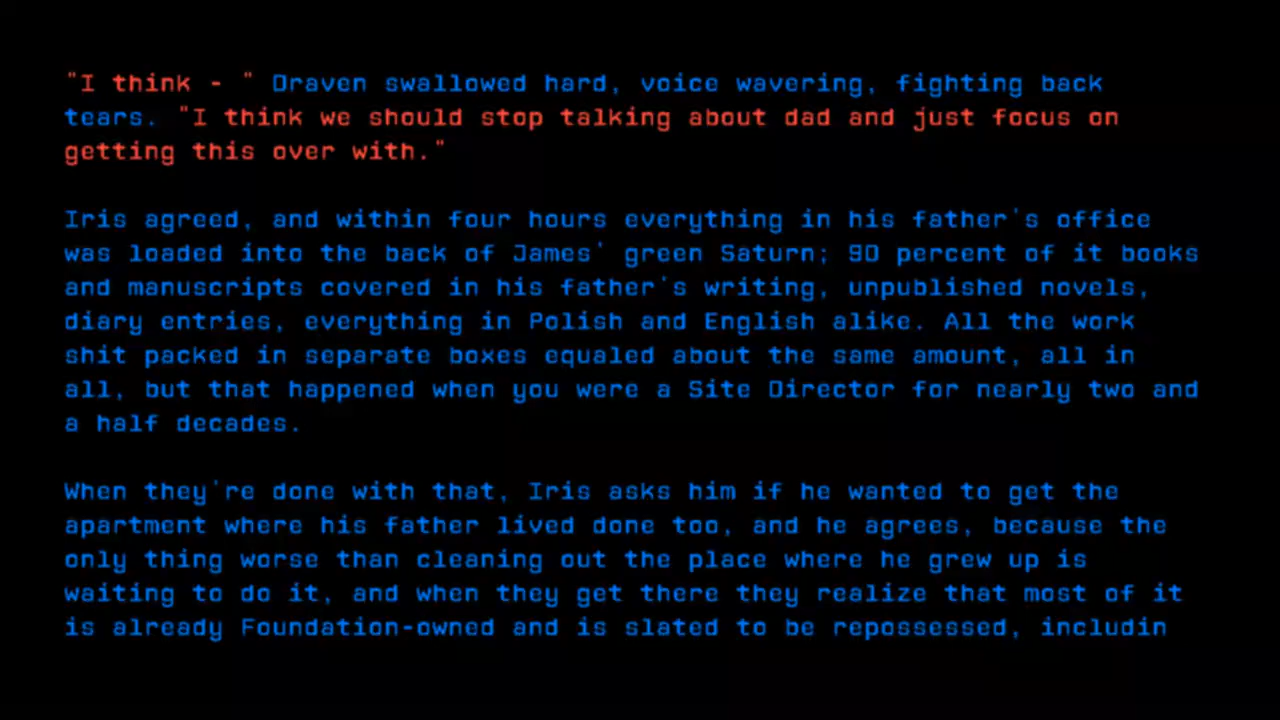 "I think - " Draven swallowed hard, voice wavering, fighting back
tears. "I think we should stop talking about dad and just focus on
getting this over with."
Iris agreed, and within four hours everything in his father's office
was loaded into the back of James' green Saturn; 90 percent of it books
and manuscripts covered in his father's writing, unpublished novels,
diary entries, everything in Polish and English alike. All the work
shit packed in separate boxes equaled about the same amount, all in
all, but that happened when you were a Site Director for nearly two and
a half decades.
When they're done with that, Iris asks him if he wanted to get the
apartment where his father lived done too, and he agrees, because the
only thing worse than cleaning out the place where he grew up is
waiting to do it, and when they get there they realize that most of it
is already Foundation-owned and is slated to be repossessed, includin